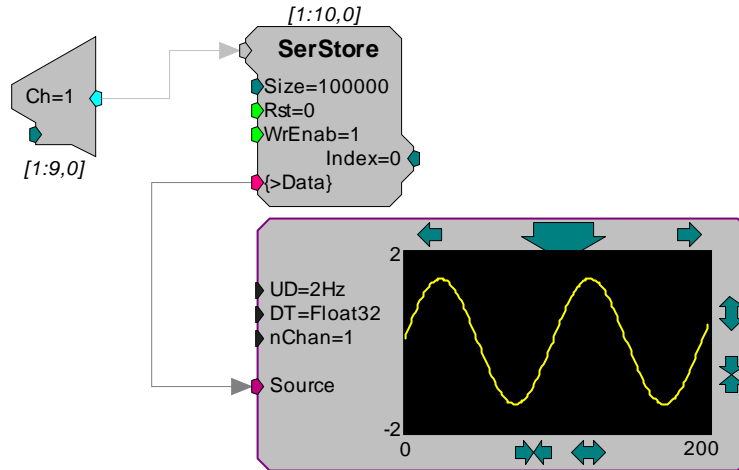 [1:10,0]
SerStore
Ch=1
Size=100000
Rst=0
WrEnab=1
Index=0
[1:9,0]
{>Data}
2
UD=2Hz
DT=Float32
nChan=1
Source
-2
0
200